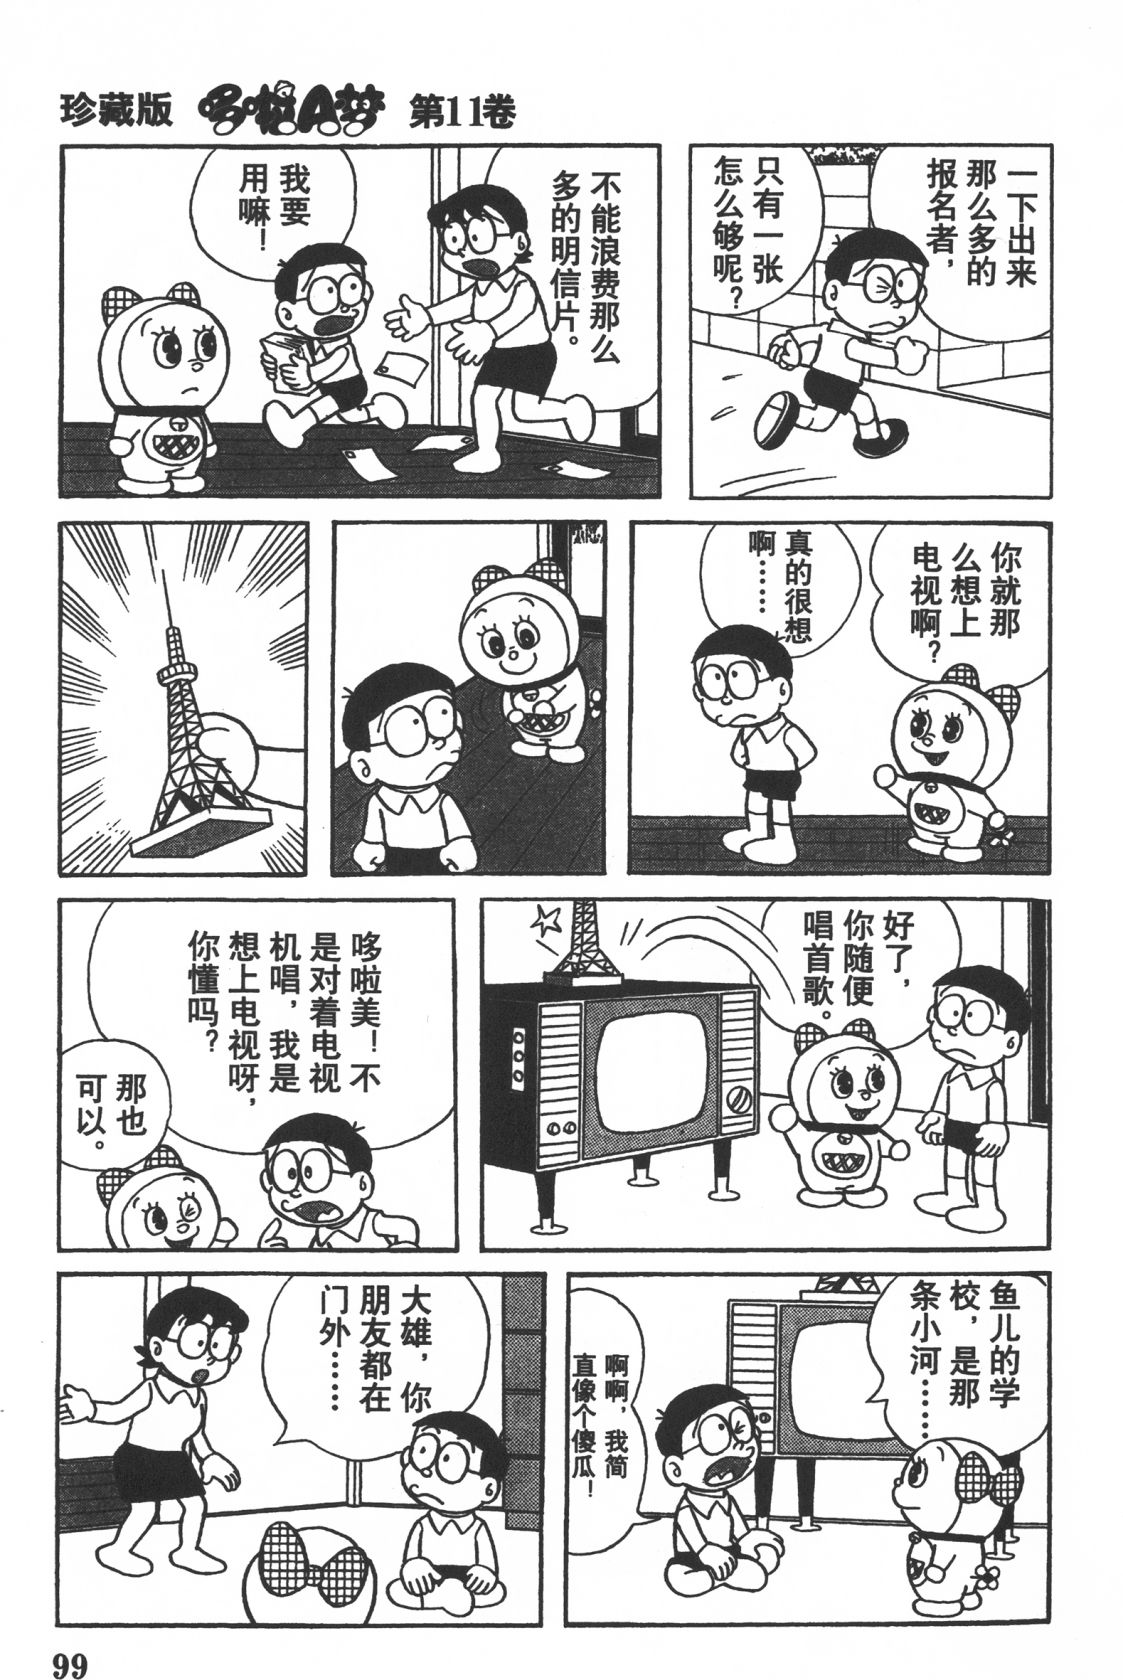 珍藏版 哆啦A梦 第11卷
一下出来
那么多的
报名者，
只有一张
怎么够呢？
不能浪费那么
多的明信片。
我要
用嘛！
你就那
么想上
电视啊？
真的很想
啊……
好了，
你随便
唱首歌。
哆啦美！不
是对着电视
机唱，我是
想上电视呀，
你懂吗？
那也
可以。
鱼儿的学
校，是那
条小河……
啊啊，我简
直像个傻瓜！
大雄，你
朋友都在
门外……
99